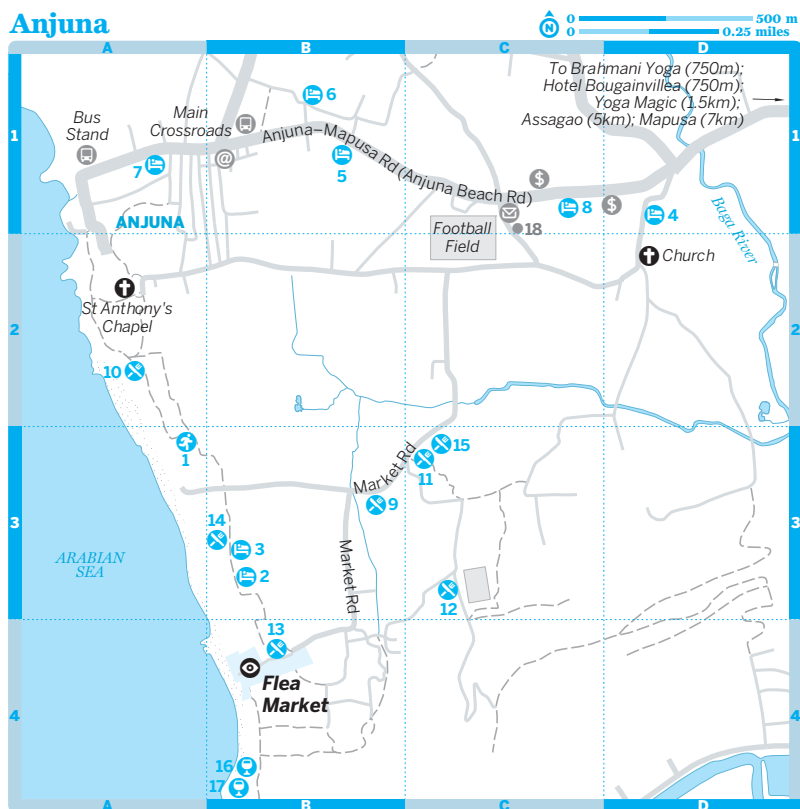 Anjuna
N
0
500 m
0
0.25 miles
A
B
C
D
To Brahmani Yoga (750m);
Hotel Bougainvillea (750m);
Yoga Magic (1.5km);
Assagao (5km); Mapusa (7km)
1
1
Bus
Stand
Main
Crossroads
6
@
7
5
Anjuna–Mapusa Rd (Anjuna Beach Rd)
$
8
$
4
18
ANJUNA
Football
Field
Baga River
Church
St Anthony's
Chapel
2
2
10
1
15
11
Market Rd
9
3
3
14
3
2
Market Rd
ARABIAN
SEA
12
13
Flea
Market
4
4
16
17
A
B
C
D